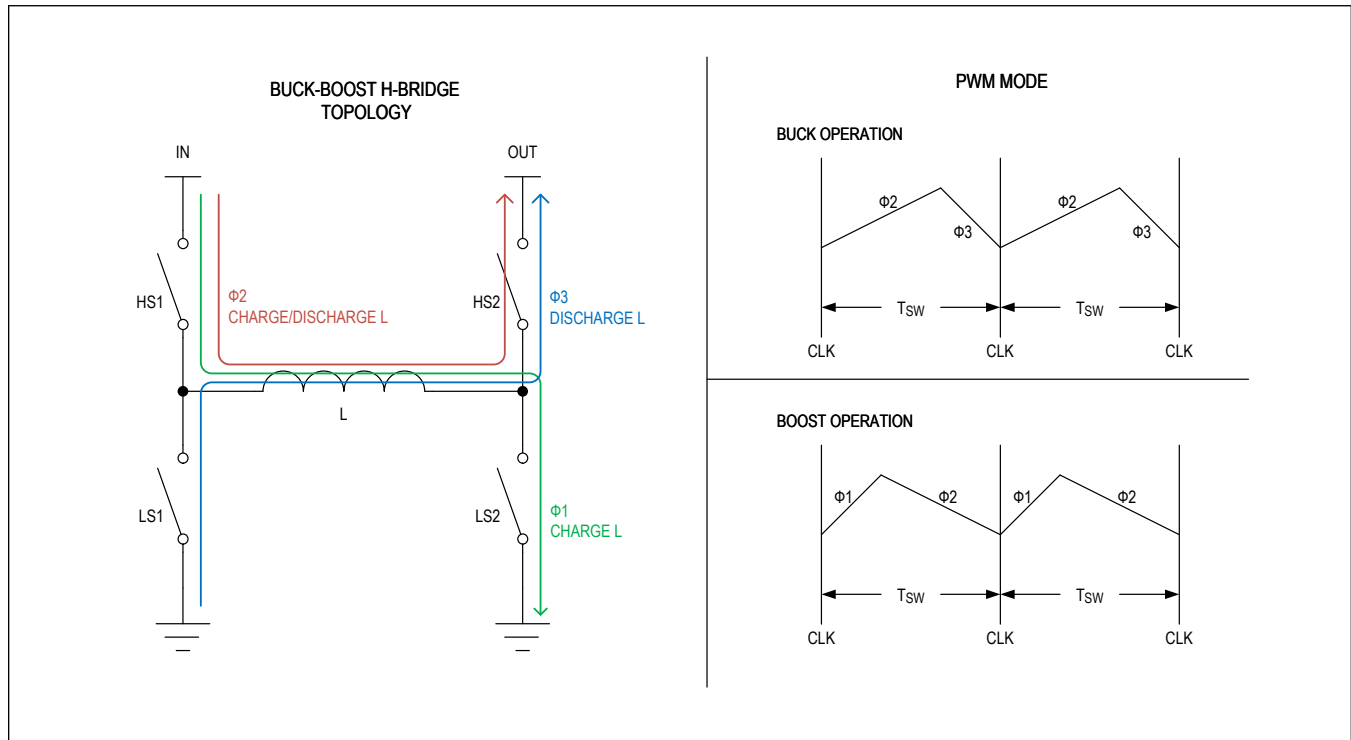 BUCK-BOOST H-BRIDGE
TOPOLOGY
IN
OUT
HS1
Φ2
CHARGE/DISCHARGE L
HS2
Φ3
DISCHARGE L
L
LS1
LS2
Φ1
CHARGE L
PWM MODE
BUCK OPERATION
Φ2
Φ3
Φ2
Φ3
TSW
TSW
CLK
CLK
CLK
BOOST OPERATION
Φ1
Φ2
Φ1
Φ2
TSW
TSW
CLK
CLK
CLK